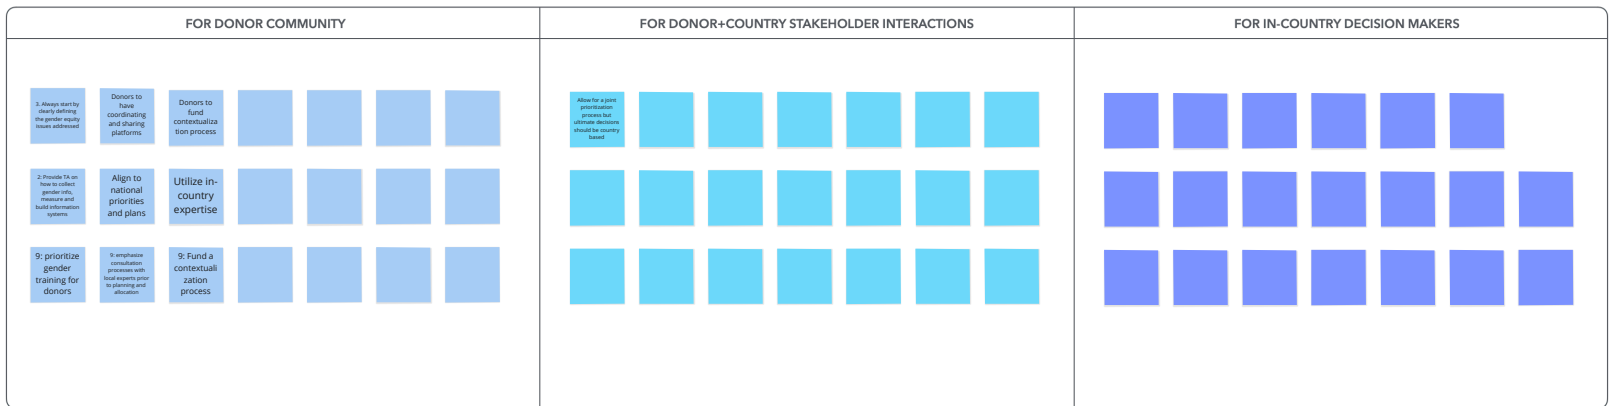 FOR DONOR COMMUNITY
FOR DONOR+COUNTRY STAKEHOLDER INTERACTIONS
FOR IN-COUNTRY DECISION MAKERS
3. Always start by
clearly defining
the gender equity
issues addressed
Donors to
have
coordinating
and sharing
platforms
Donors to
fund
contextualiza
tion process
Allow for a joint
prioritisation
process but
ultimate decisions
should be country
based
2: Provide TA on
how to collect
gender info,
measure and
build information
systems
Align to
national
priorities
and plans
Utilize in-
country
expertise
9: prioritize
gender
training for
donors
9: emphasize
consultation
processes with
local experts prior
to planning and
allocation
9: Fund a
contextuali
zation
process